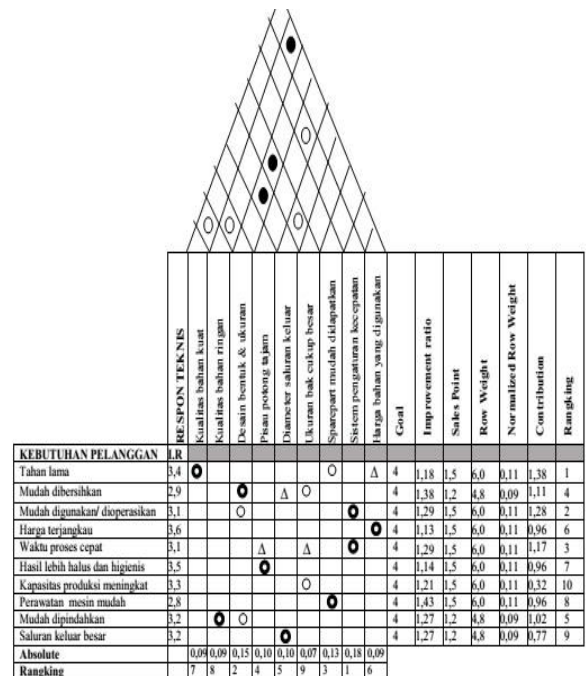 RESPON TEKNIS
Kualitas bahan kuat
Kualitas bahan ringan
Desain bentuk & ukuran
Pisau potong tajam
Diameter saluran keluar
Ukuran bak cukup besar
Sparepart mudah didapatkan
Sistem pengaturan kecepatan
Harga bahan yang digunakan
Goal
Improvement ratio
Sales Point
Row Weight
Normalized Row Weight
Contribution
Rangking
KEBUTUHAN PELANGGAN I.R
Tahan lama 3,4 Δ 4 1,18 1,5 6,0 0,11 1,38 1
Mudah dibersihkan 2,9 Δ 4 1,38 1,2 4,8 0,09 1,11 4
Mudah digunakan/ dioperasikan 3,1 4 1,29 1,5 6,0 0,11 1,28 2
Harga terjangkau 3,6 4 1,13 1,5 6,0 0,11 0,96 6
Waktu proses cepat 3,1 Δ Δ 4 1,29 1,5 6,0 0,11 1,17 3
Hasil lebih halus dan higienis 3,5 4 1,14 1,5 6,0 0,11 0,96 7
Kapasitas produksi meningkat 3,3 4 1,21 1,5 6,0 0,11 0,32 10
Perawatan mesin mudah 2,8 4 1,43 1,5 6,0 0,11 0,96 8
Mudah dipindahkan 3,2 4 1,27 1,2 4,8 0,09 1,02 5
Saluran keluar besar 3,2 4 1,27 1,2 4,8 0,09 0,77 9
Absolute 0,09 0,09 0,15 0,10 0,10 0,07 0,13 0,18 0,09
Rangking 7 8 2 4 5 9 3 1 6